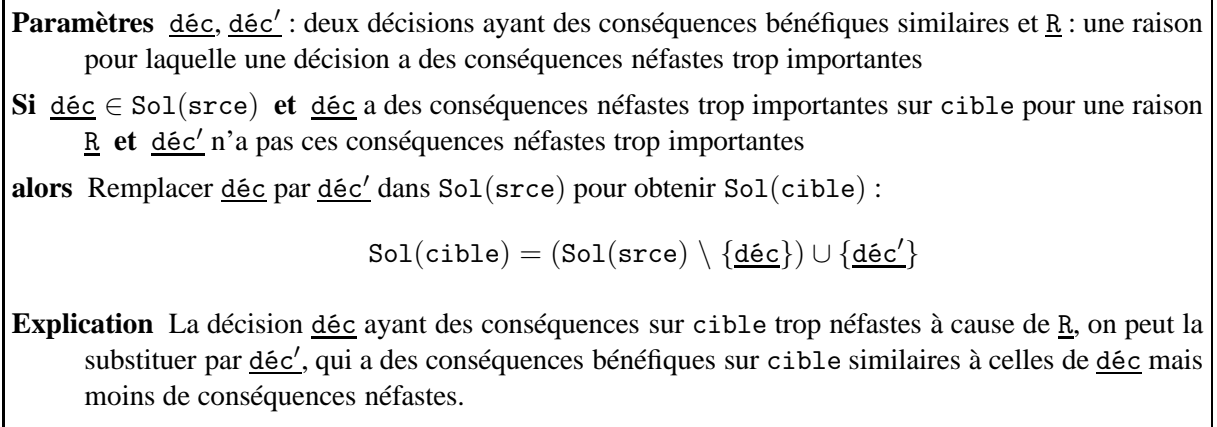 Paramètres déc, déc′ : deux décisions ayant des conséquences bénéfiques similaires et R : une raison
pour laquelle une décision a des conséquences néfastes trop importantes
Si déc ∈ Sol(srce) et déc a des conséquences néfastes trop importantes sur cible pour une raison
R et déc′ n'a pas ces conséquences néfastes trop importantes
alors Remplacer déc par déc′ dans Sol(srce) pour obtenir Sol(cible) :
Sol(cible) = (Sol(srce) \ {déc}) ∪ {déc′}
Explication La décision déc ayant des conséquences sur cible trop néfastes à cause de R, on peut la
substituer par déc′, qui a des conséquences bénéfiques sur cible similaires à celles de déc mais
moins de conséquences néfastes.